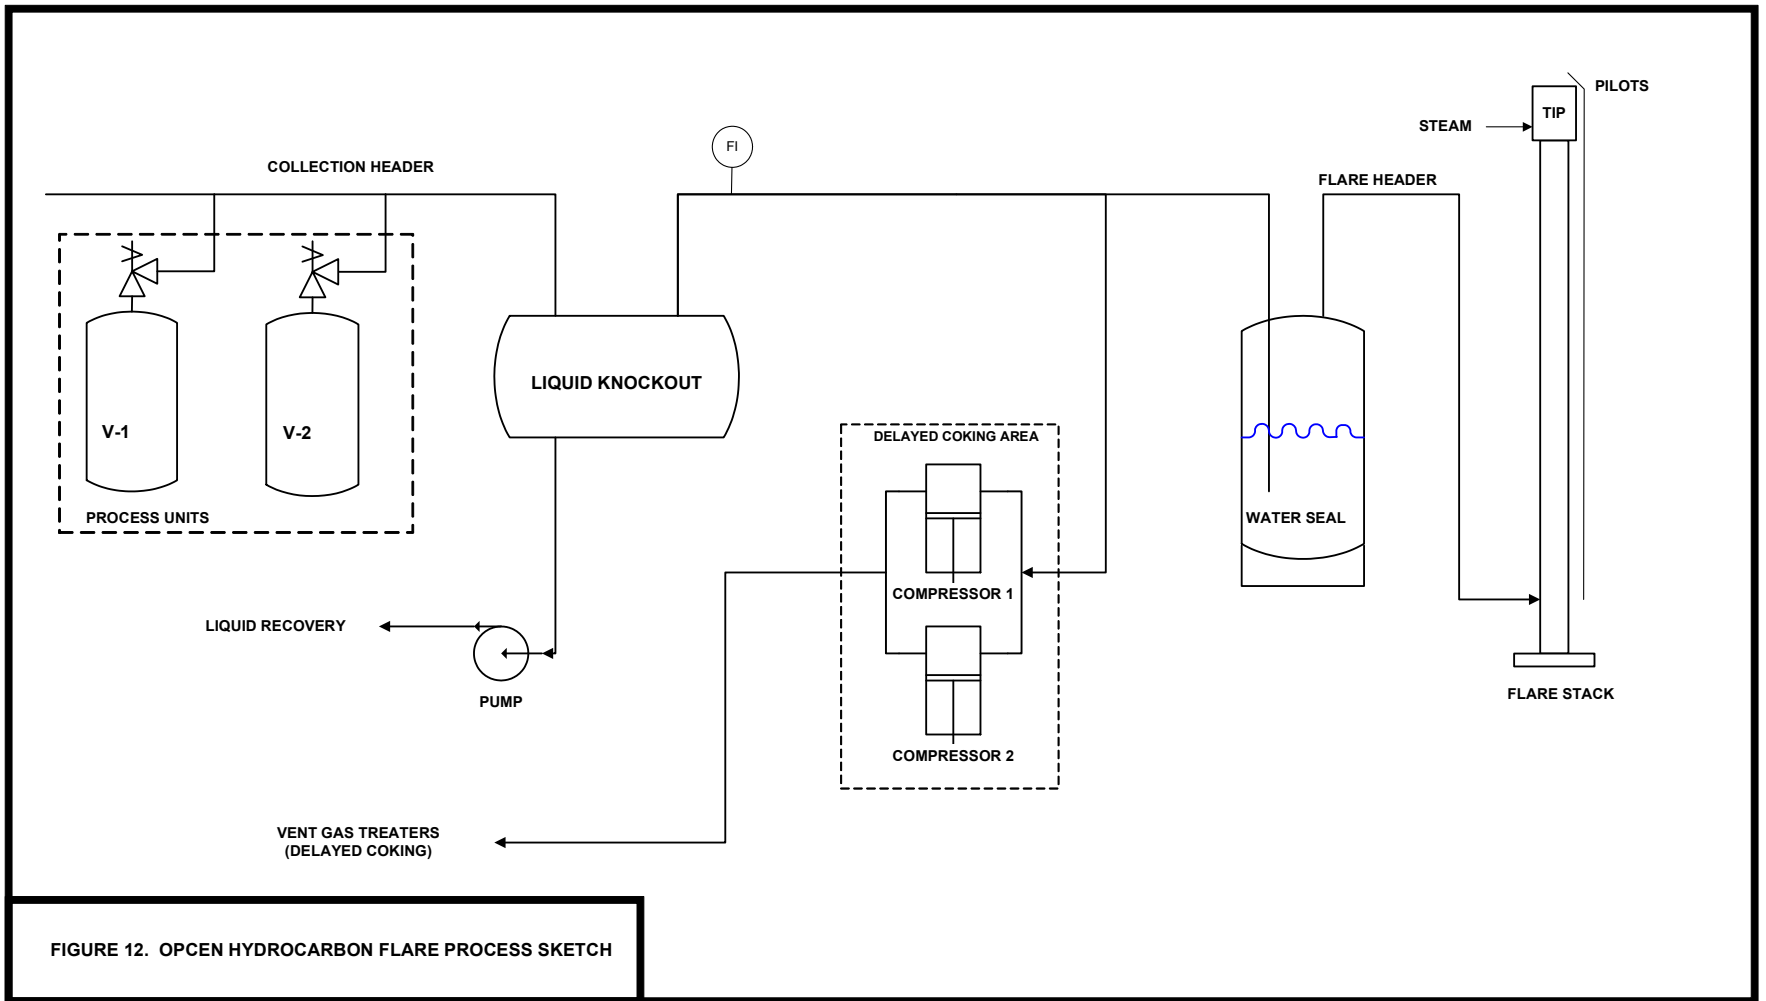 PILOTS
TIP
STEAM
FI
COLLECTION HEADER
FLARE HEADER
LIQUID KNOCKOUT
V-1
V-2
DELAYED COKING AREA
PROCESS UNITS
WATER SEAL
COMPRESSOR 1
LIQUID RECOVERY
PUMP
FLARE STACK
COMPRESSOR 2
VENT GAS TREATERS
(DELAYED COKING)
FIGURE 12.  OPCEN HYDROCARBON FLARE PROCESS SKETCH